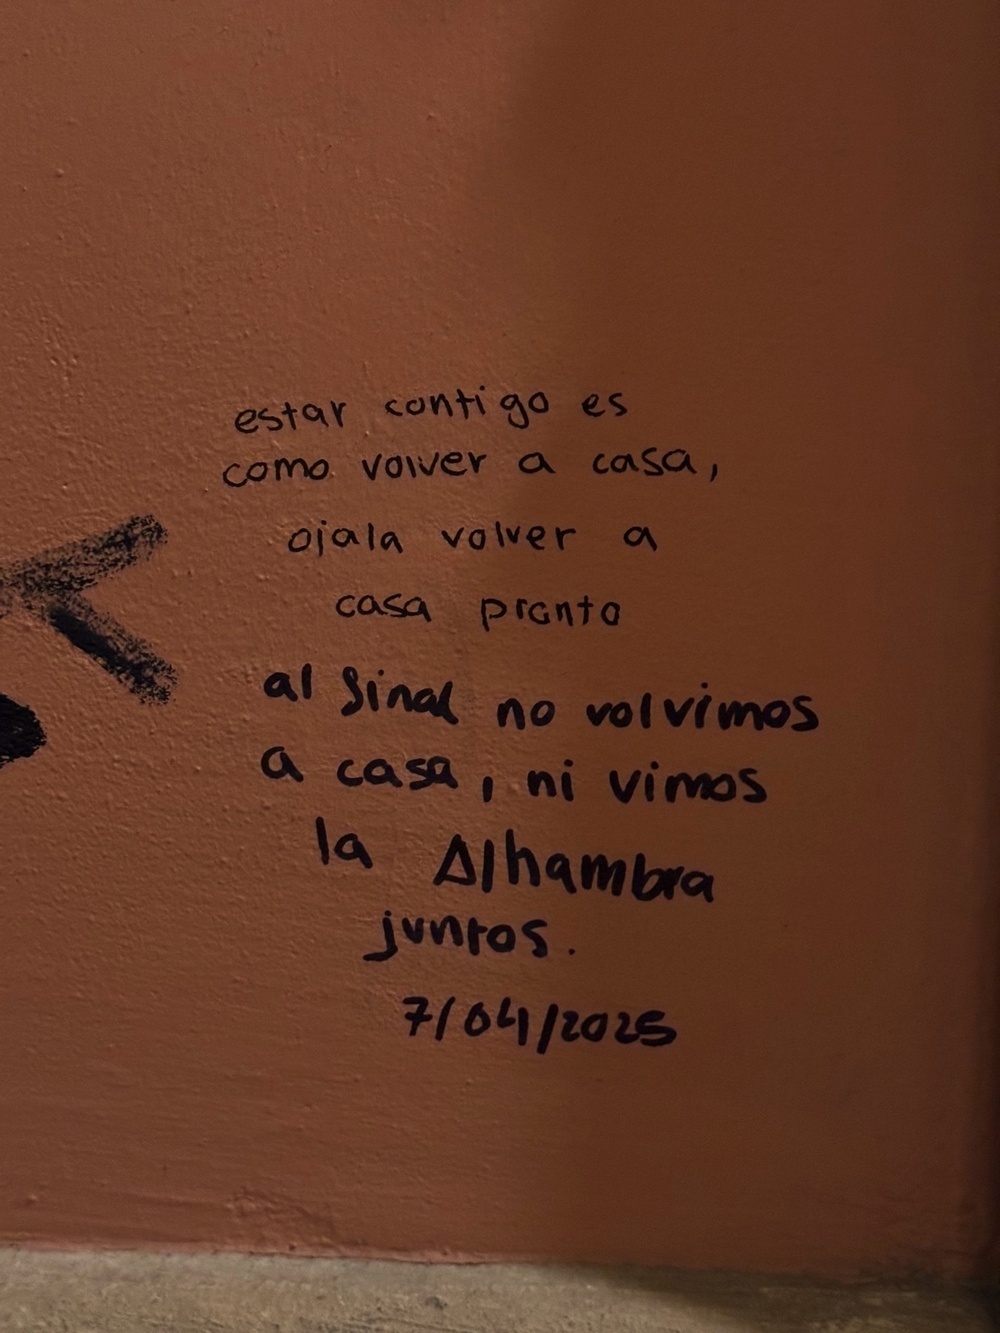 estar contigo es
como volver a casa,
ojala volver a
casa pronto
al final no volvimos
a casa, ni vimos
la Alhambra
juntos.
7/04/2025